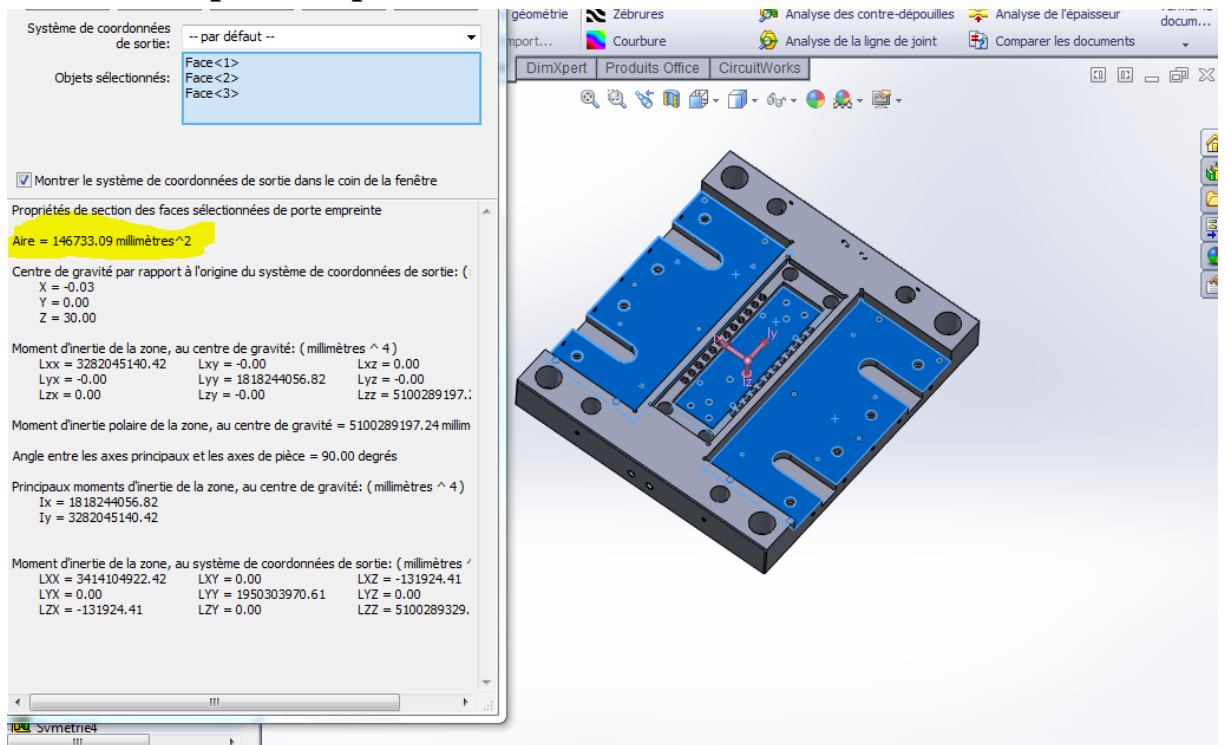 géométrie Zébrures Analyse des contre-dépouilles Analyse de l'épaisseur
docum...
Système de coordonnées
de sortie: -- par défaut --
mport... Courbure Analyse de la ligne de joint Comparer les documents
DimXpert Produits Office CircuitWorks
Objets sélectionnés: Face<1>
Face<2>
Face<3>
Montrer le système de coordonnées de sortie dans le coin de la fenêtre
Propriétés de section des faces sélectionnées de porte empreinte
Aire = 146733.09 millimètres^2
Centre de gravité par rapport à l'origine du système de coordonnées de sortie: (
X = -0.03
Y = 0.00
Z = 30.00
Moment d'inertie de la zone, au centre de gravité: ( millimètres ^ 4 )
Lxx = 3282045140.42 Lxy = -0.00 Lxz = 0.00
Lyx = -0.00 Lyy = 1818244056.82 Lyz = -0.00
Lzx = 0.00 Lzy = -0.00 Lzz = 5100289197.
Moment d'inertie polaire de la zone, au centre de gravité = 5100289197.24 millim
Angle entre les axes principaux et les axes de pièce = 90.00 degrés
Principaux moments d'inertie de la zone, au centre de gravité: ( millimètres ^ 4 )
Ix = 1818244056.82
Iy = 3282045140.42
Moment d'inertie de la zone, au système de coordonnées de sortie: ( millimètres ^
LXX = 3414104922.42 LXY = 0.00 LXZ = -131924.41
LYX = 0.00 LYY = 1950303970.61 LYZ = 0.00
LZX = -131924.41 LZY = 0.00 LZZ = 5100289329.
Iy
Iz
Symétrie4